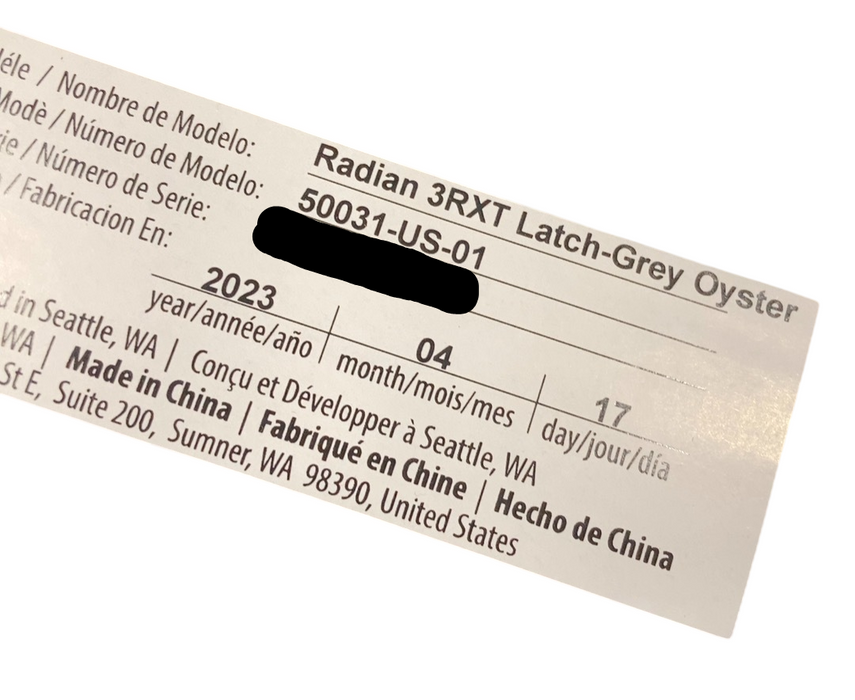 éle / Nombre de Modelo: Radian 3RXT Latch-Grey Oyster
Modè / Número de Modelo: 50031-US-01
rie / Número de Serie:
/ Fabricacion En:
2023 04 17
year/année/año | month/mois/mes | day/jour/día
d in Seattle, WA | Conçu et Développer à Seattle, WA
WA | Made in China | Fabriqué en Chine | Hecho de China
St E, Suite 200, Sumner, WA 98390, United States